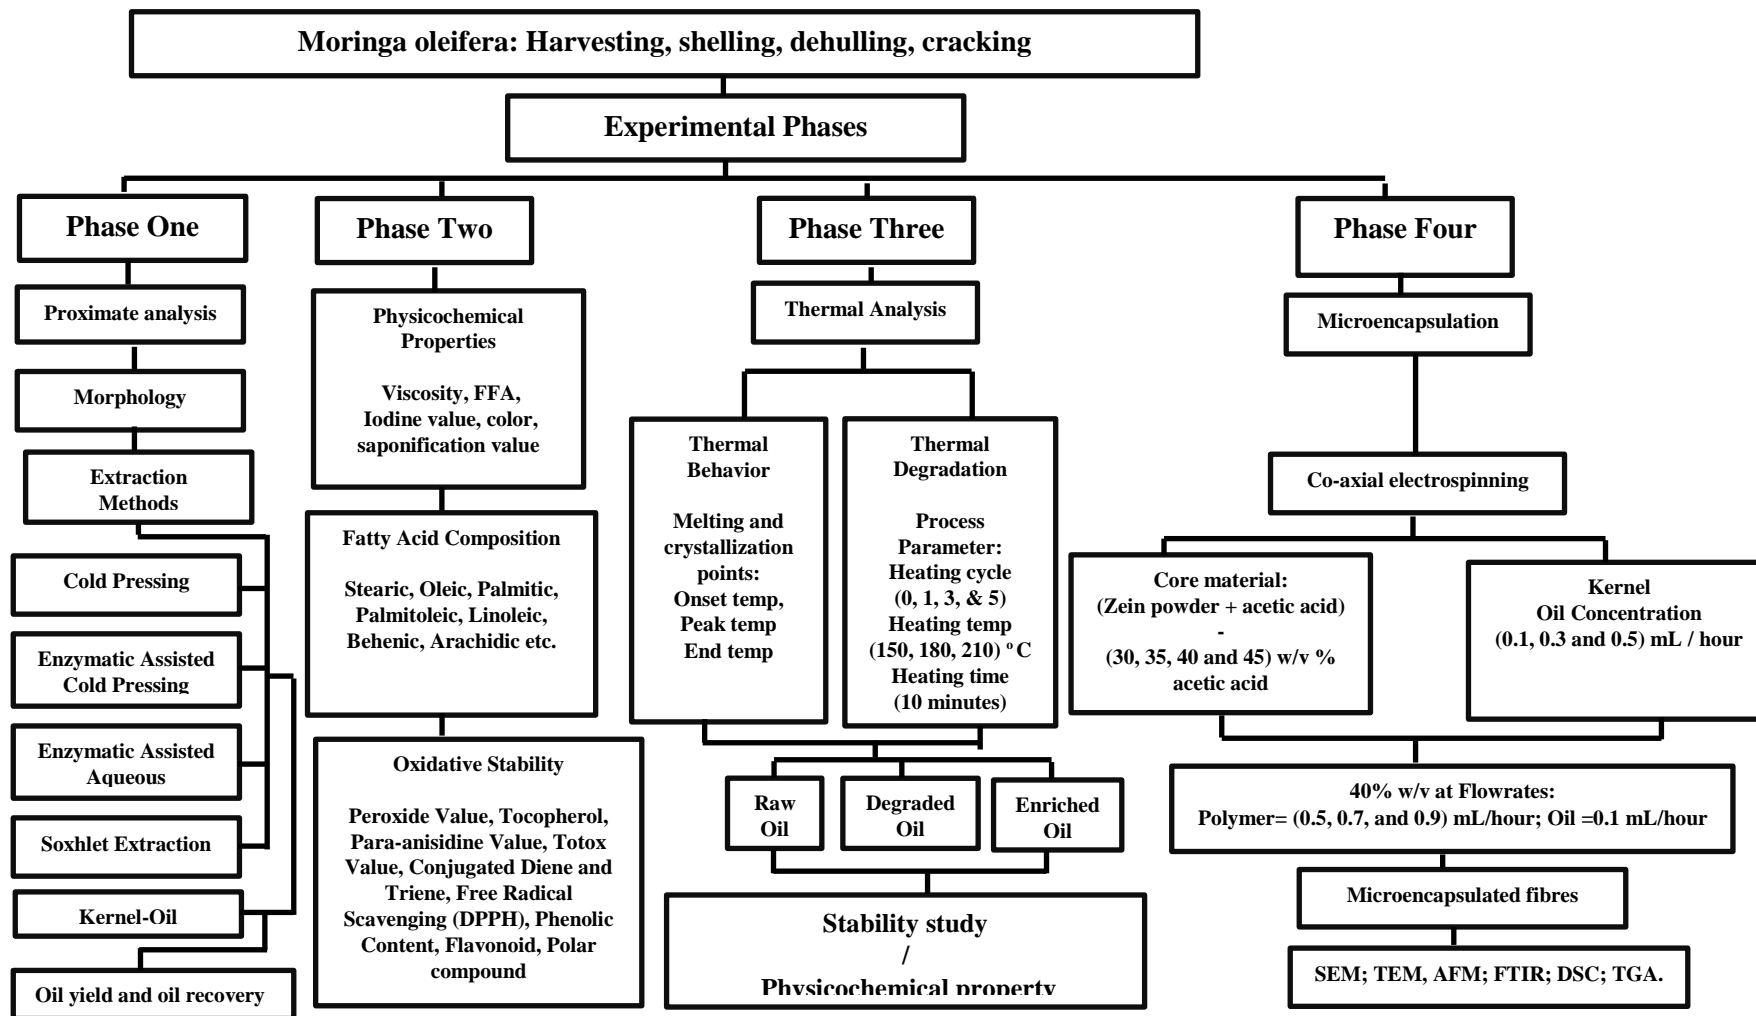 Moringa oleifera: Harvesting, shelling, dehulling, cracking
Experimental Phases
Phase One
Proximate analysis
Morphology
Extraction
Methods
Cold Pressing
Enzymatic Assisted
Cold Pressing
Enzymatic Assisted
Aqueous
Soxhlet Extraction
Kernel-Oil
Oil yield and oil recovery
Phase Two
Physicochemical
Properties
Viscosity, FFA,
Iodine value, color,
saponification value
Fatty Acid Composition
Stearic, Oleic, Palmitic,
Palmitoleic, Linoleic,
Behenic, Arachidic etc.
Oxidative Stability
Peroxide Value, Tocopherol,
Para-anisidine Value, Totox
Value, Conjugated Diene and
Triene, Free Radical
Scavenging (DPPH), Phenolic
Content, Flavonoid, Polar
compound
Phase Three
Thermal Analysis
Thermal
Behavior
Melting and
crystallization
points:
Onset temp,
Peak temp
End temp
Thermal
Degradation
Process
Parameter:
Heating cycle
(0, 1, 3, & 5)
Heating temp
(150, 180, 210) °C
Heating time
(10 minutes)
Raw
Oil
Degraded
Oil
Enriched
Oil
Stability study
/
Physicochemical property
Phase Four
Microencapsulation
Co-axial electrospinning
Core material:
(Zein powder + acetic acid)
-
(30, 35, 40 and 45) w/v %
acetic acid
Kernel
Oil Concentration
(0.1, 0.3 and 0.5) mL / hour
40% w/v at Flowrates:
Polymer= (0.5, 0.7, and 0.9) mL/hour; Oil =0.1 mL/hour
Microencapsulated fibres
SEM; TEM, AFM; FTIR; DSC; TGA.